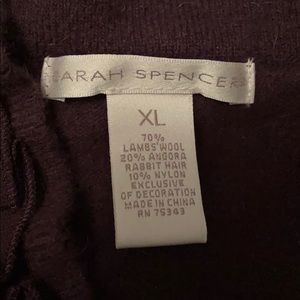 SARAH SPENCER
XL
70%
LAMBS'WOOL
20% ANGORA
RABBIT HAIR
10% NYLON
EXCLUSIVE
OF DECORATION
MADE IN CHINA
RN 75343